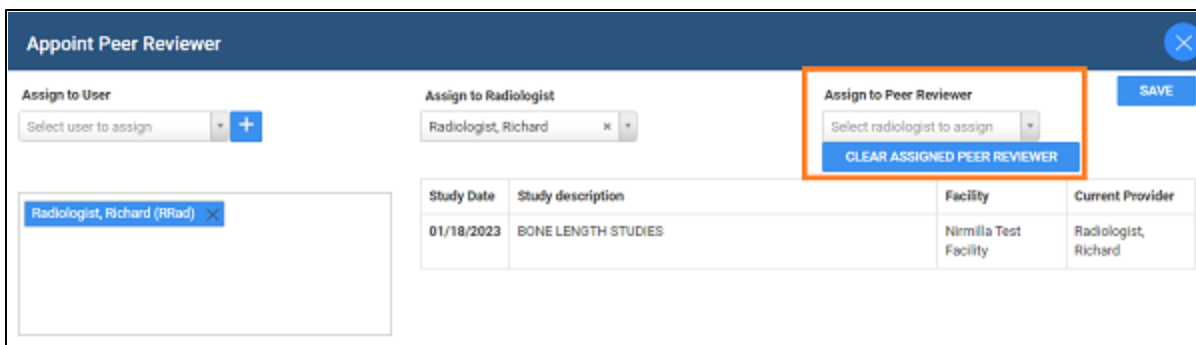 Appoint Peer Reviewer
Assign to User
Select user to assign
+
Assign to Radiologist
Radiologist, Richard
Assign to Peer Reviewer
Select radiologist to assign
CLEAR ASSIGNED PEER REVIEWER
SAVE
Radiologist, Richard (RRad)
Study Date Study description Facility Current Provider
01/18/2023 BONE LENGTH STUDIES Nirmilla Test Radiologist,
Facility Richard